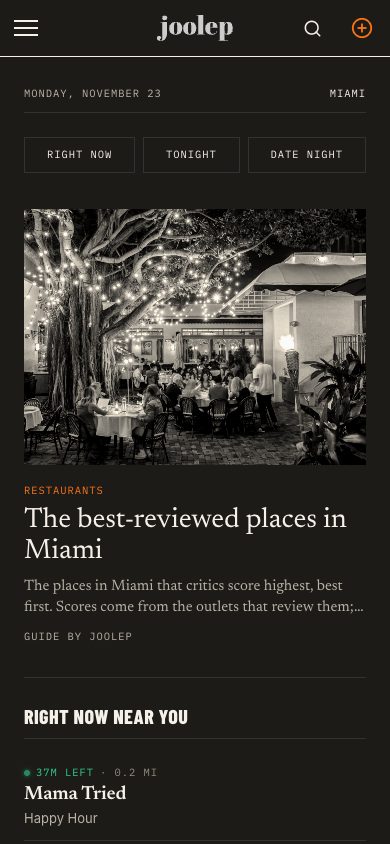 joolep
MONDAY, NOVEMBER 23
MIAMI
RIGHT NOW
TONIGHT
DATE NIGHT
RESTAURANTS
The best-reviewed places in
Miami
The places in Miami that critics score highest, best
first. Scores come from the outlets that review them;…
GUIDE BY JOOLEP
RIGHT NOW NEAR YOU
37M LEFT · 0.2 MI
Mama Tried
Happy Hour